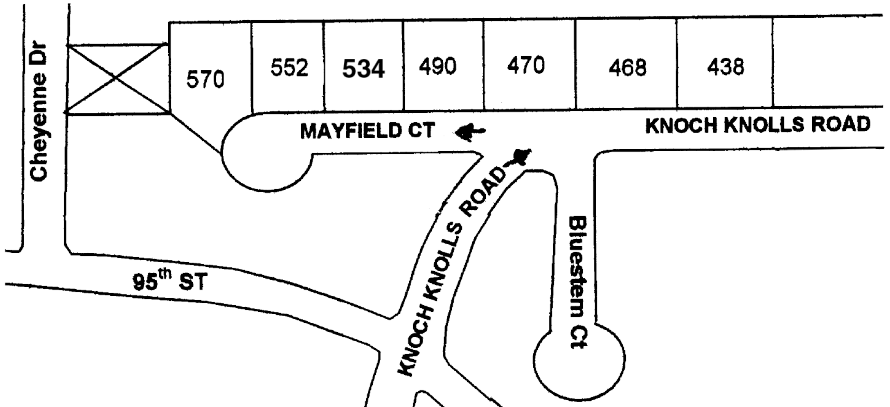 Cheyenne Dr
570
552
534
490
470
468
438
MAYFIELD CT
KNOCH KNOLLS ROAD
KNOCH KNOLLS ROAD
Bluestem Ct
95th ST